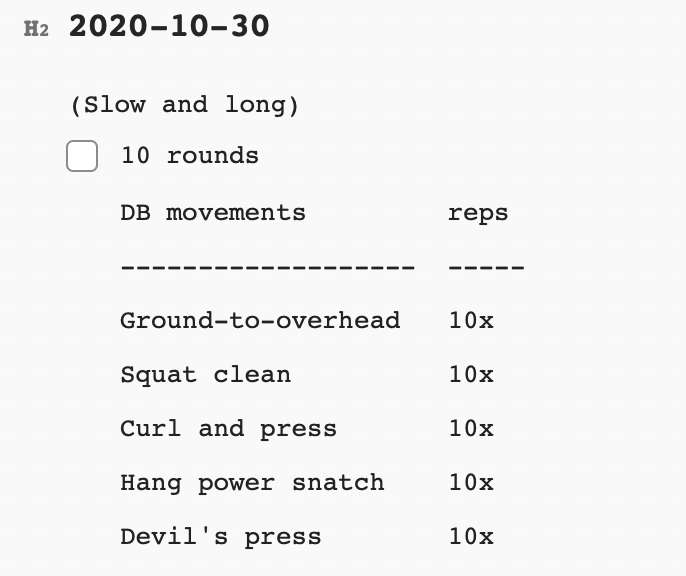 H2 2020-10-30
(Slow and long)
10 rounds
DB movements reps
------------------- -----
Ground-to-overhead 10x
Squat clean 10x
Curl and press 10x
Hang power snatch 10x
Devil's press 10x